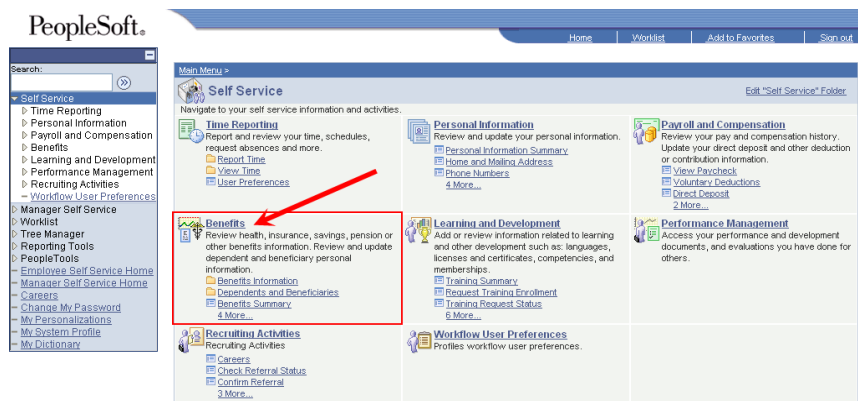 PeopleSoft®
Home
Worklist
Add to Favorites
Sign out
Search:
Self Service
Time Reporting
Personal Information
Payroll and Compensation
Benefits
Learning and Development
Performance Management
Recruiting Activities
Workflow User Preferences
Manager Self Service
Worklist
Tree Manager
Reporting Tools
PeopleTools
Employee Self Service Home
Manager Self Service Home
Careers
Change My Password
My Personalizations
My System Profile
My Dictionary
Main Menu >
Self Service
Edit "Self Service" Folder
Navigate to your self service information and activities.
Time Reporting
Report and review your time, schedules,
request absences and more.
Report Time
View Time
User Preferences
Personal Information
Review and update your personal information.
Personal Information Summary
Home and Mailing Address
Phone Numbers
4 More...
Payroll and Compensation
Review your pay and compensation history.
Update your direct deposit and other deduction
or contribution information.
View Paycheck
Voluntary Deductions
Direct Deposit
2 More...
Benefits
Review health, insurance, savings, pension or
other benefits information. Review and update
dependent and beneficiary personal
information.
Benefits Information
Dependents and Beneficiaries
Benefits Summary
4 More...
Learning and Development
Add or review information related to learning
and other development such as: languages,
licenses and certificates, competencies, and
memberships.
Training Summary
Request Training Enrollment
Training Request Status
6 More...
Performance Management
Access your performance and development
documents, and evaluations you have done for
others.
Recruiting Activities
Recruiting Activities
Careers
Check Referral Status
Confirm Referral
3 More...
Workflow User Preferences
Profiles workflow user preferences.